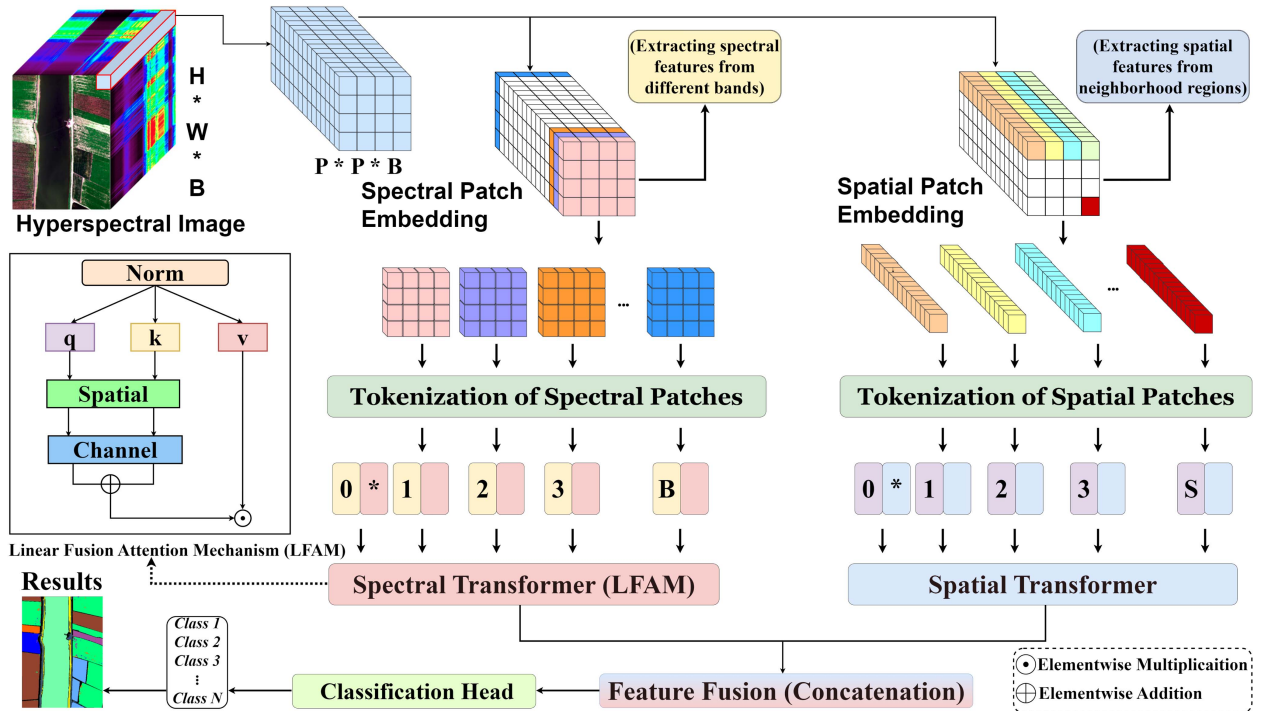 H
*
W
*
B
Hyperspectral Image
P * P * B
Spectral Patch
Embedding
(Extracting spectral
features from
different bands)
Spatial Patch
Embedding
(Extracting spatial
features from
neighborhood regions)
...
...
Norm
q k v
Spatial
Channel
Linear Fusion Attention Mechanism (LFAM)
Tokenization of Spectral Patches
Tokenization of Spatial Patches
0 * 1 2 3 B
0 * 1 2 3 S
Spectral Transformer (LFAM)
Spatial Transformer
Results
Class 1
Class 2
Class 3
⋮
Class N
Classification Head
Feature Fusion (Concatenation)
Elementwise Multiplicaition
Elementwise Addition